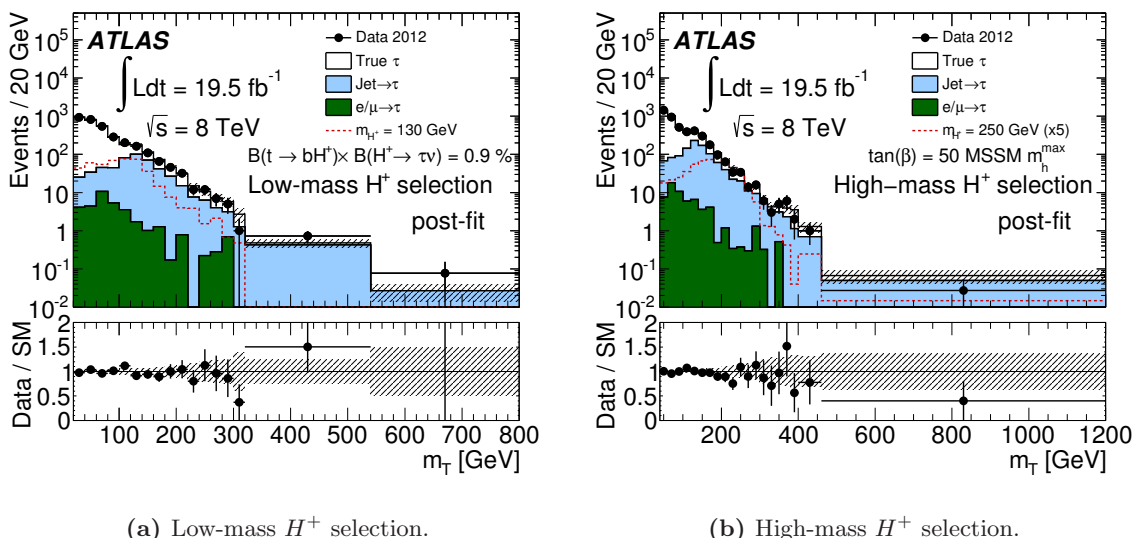 Events / 20 GeV
10⁵
10⁴
10³
10²
10
1
10⁻¹
10⁻²
ATLAS
∫ Ldt = 19.5 fb⁻¹
√s = 8 TeV
Data 2012
True τ
Jet→τ
e/μ→τ
m_H⁺ = 130 GeV
B(t → bH⁺)× B(H⁺→ τν) = 0.9 %
Low-mass H⁺ selection
post-fit
Data / SM
2
1.5
1
0.5
0
100 200 300 400 500 600 700 800
m_T [GeV]
(a) Low-mass H⁺ selection.
Events / 20 GeV
10⁵
10⁴
10³
10²
10
1
10⁻¹
10⁻²
ATLAS
∫ Ldt = 19.5 fb⁻¹
√s = 8 TeV
Data 2012
True τ
Jet→τ
e/μ→τ
m_H⁺ = 250 GeV (x5)
tan(β) = 50 MSSM m_h^max
High−mass H⁺ selection
post-fit
Data / SM
2
1.5
1
0.5
0
200 400 600 800 1000 1200
m_T [GeV]
(b) High-mass H⁺ selection.